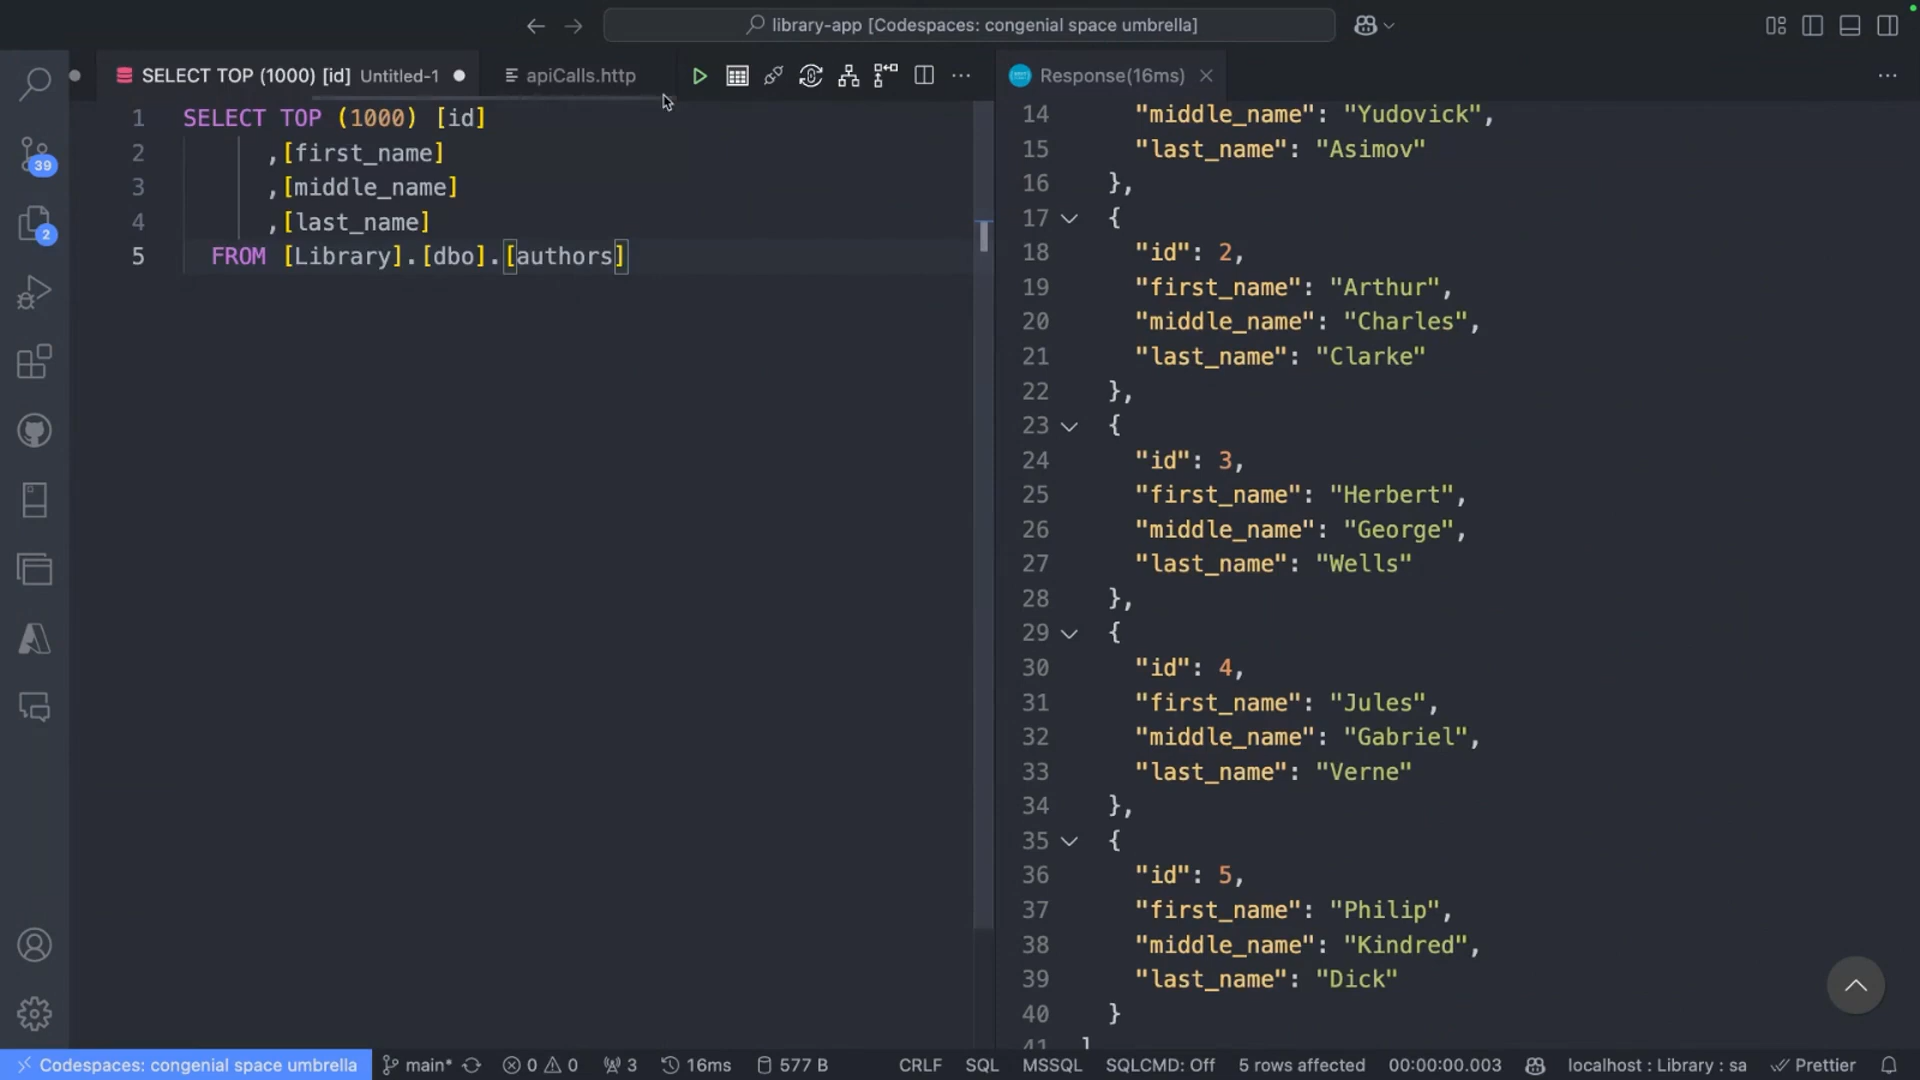 library-app [Codespaces: congenial space umbrella]
SELECT TOP (1000) [id] Untitled-1
apiCalls.http
Response(16ms)
1 SELECT TOP (1000) [id]
2 ,[first_name]
3 ,[middle_name]
4 ,[last_name]
5 FROM [Library].[dbo].[authors]
39
2
14 "middle_name": "Yudovick",
15 "last_name": "Asimov"
16 },
17 {
18 "id": 2,
19 "first_name": "Arthur",
20 "middle_name": "Charles",
21 "last_name": "Clarke"
22 },
23 {
24 "id": 3,
25 "first_name": "Herbert",
26 "middle_name": "George",
27 "last_name": "Wells"
28 },
29 {
30 "id": 4,
31 "first_name": "Jules",
32 "middle_name": "Gabriel",
33 "last_name": "Verne"
34 },
35 {
36 "id": 5,
37 "first_name": "Philip",
38 "middle_name": "Kindred",
39 "last_name": "Dick"
40 }
41 ]
Codespaces: congenial space umbrella main* 0 0 3 16ms 577 B CRLF SQL MSSQL SQLCMD: Off 5 rows affected 00:00:00.003 localhost : Library : sa Prettier